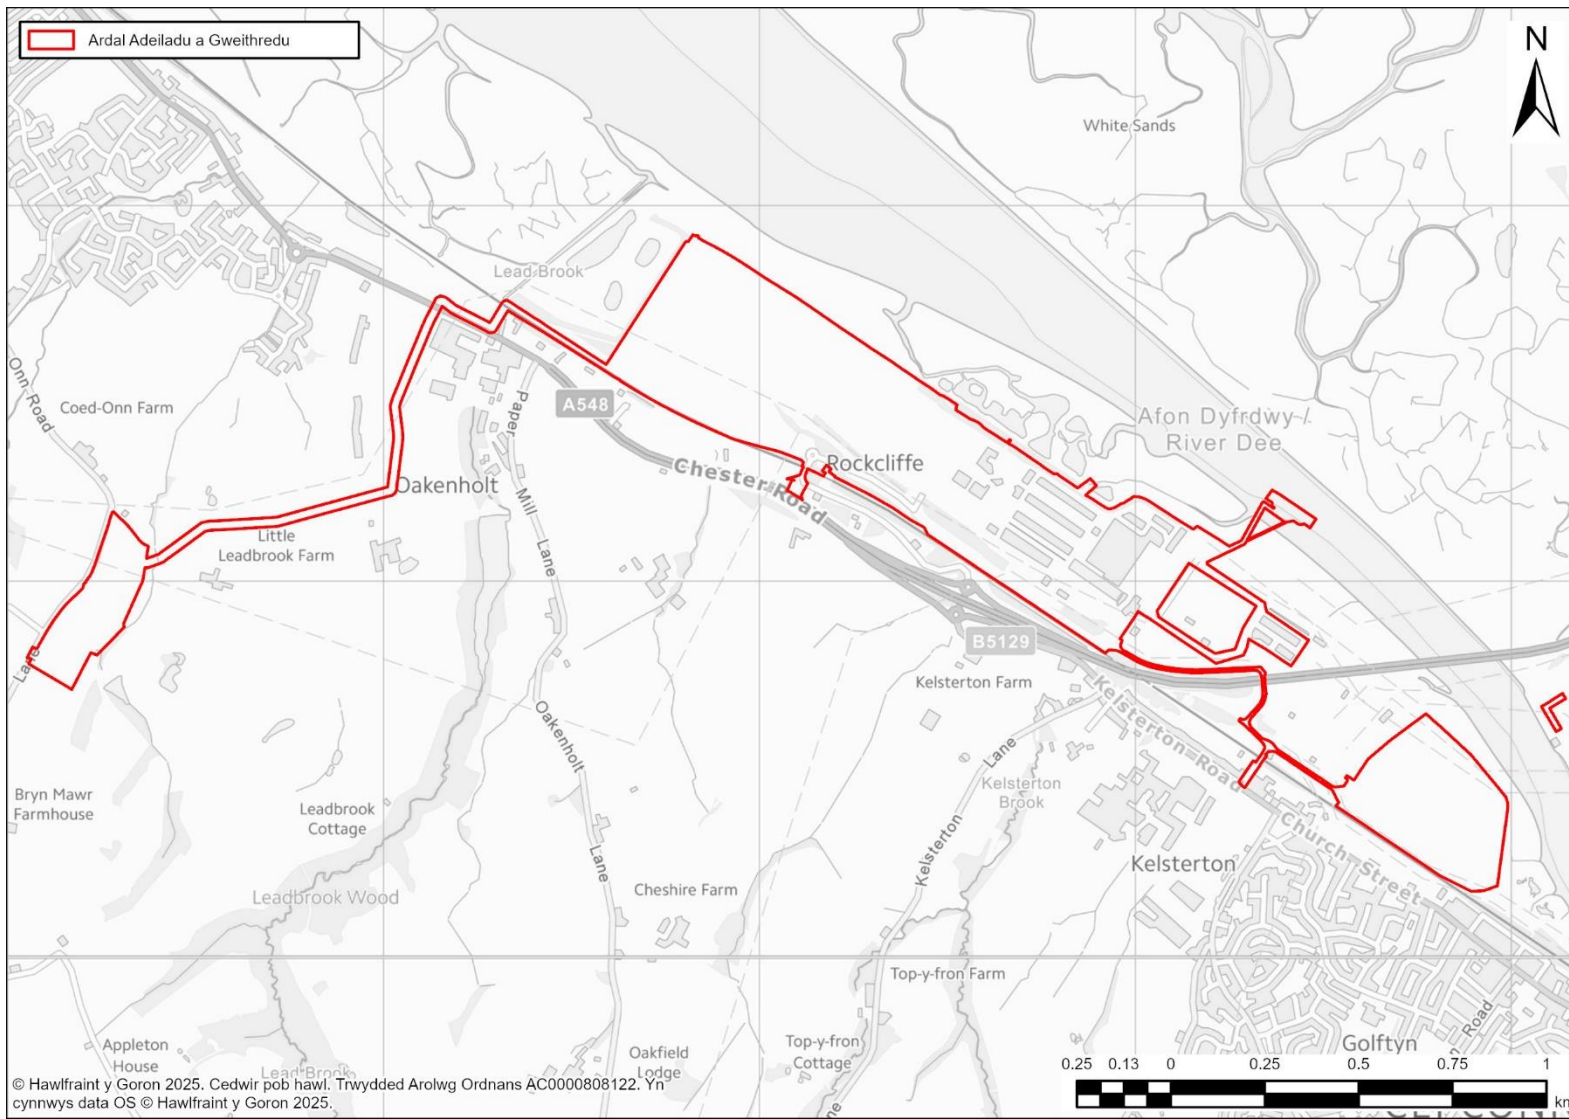 Ardal Adeiladu a Gweithredu
N
White Sands
Lead Brook
Onn Road
Coed-Onn Farm
A548
Paper
Mill
Lane
Afon Dyfrdwy /
River Dee
Rockcliffe
Chester Road
Oakenholt
Little
Leadbrook Farm
B5129
Lane
Kelsterton Farm
Kelsterton Road
Oakenholt
Lane
Lane
Kelsterton
Kelsterton
Brook
Bryn Mawr
Farmhouse
Leadbrook
Cottage
Church Street
Kelsterton
Cheshire Farm
Leadbrook Wood
Top-y-fron Farm
Road
Appleton
House
Oakfield
Lodge
Top-y-fron
Cottage
Golftyn
Lead Brook
0.25 0.13 0 0.25 0.5 0.75 1
km
© Hawlfraint y Goron 2025. Cedwir pob hawl. Trwydded Arolwg Ordnans AC0000808122. Yn
cynnwys data OS © Hawlfraint y Goron 2025.